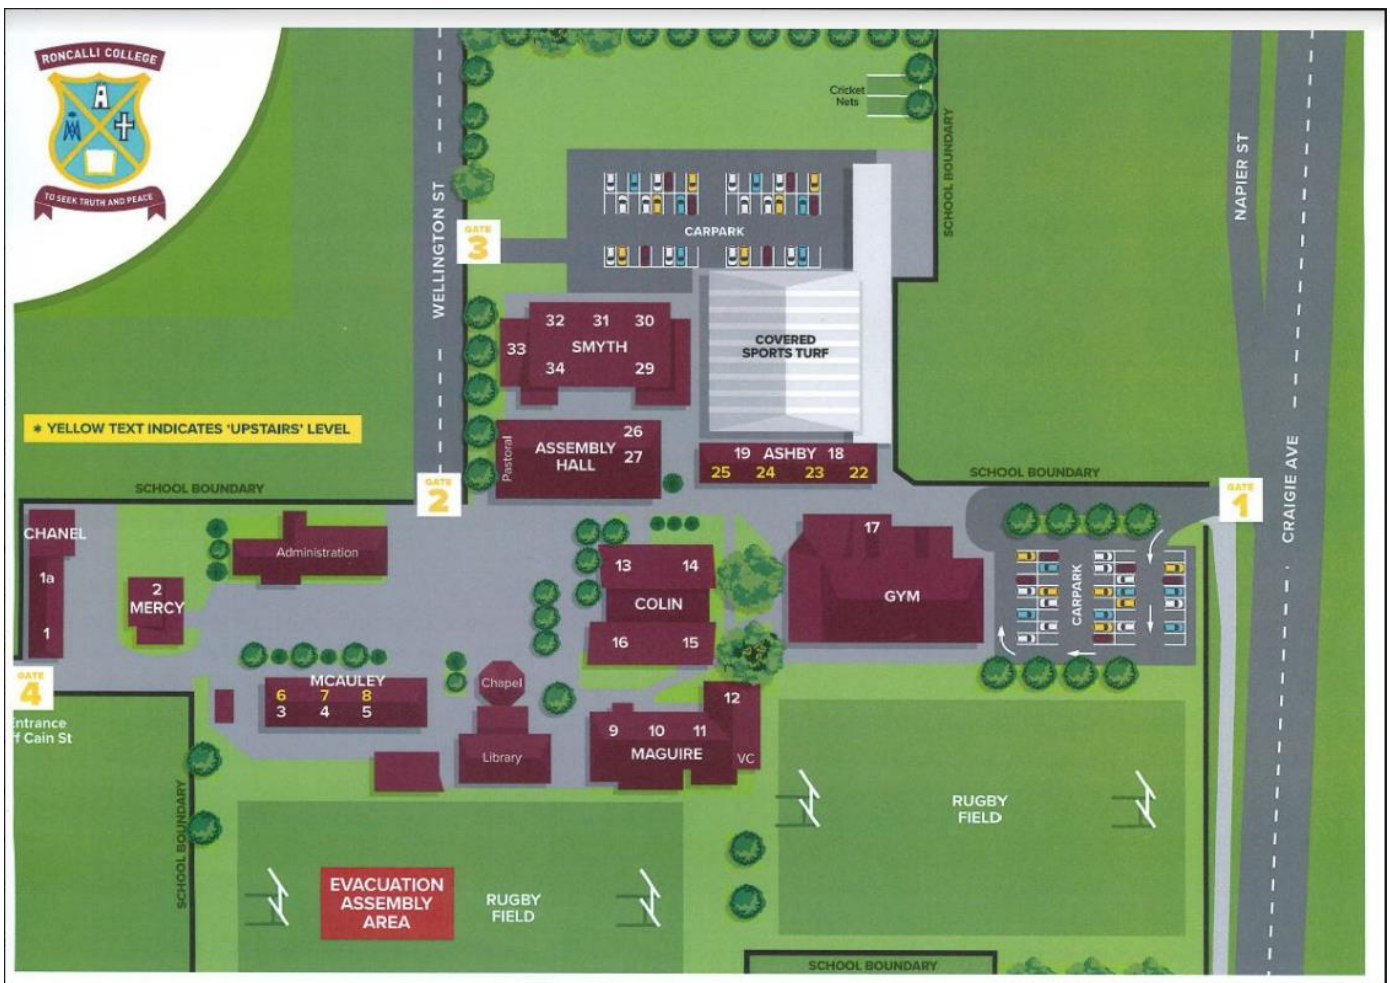 RONCALLI COLLEGE
TO SEEK TRUTH AND PEACE
WELLINGTON ST
Cricket
Nets
SCHOOL BOUNDARY
NAPIER ST
CRAIGIE AVE
GATE
3
CARPARK
32 31 30
33 SMYTH
34 29
COVERED
SPORTS TURF
* YELLOW TEXT INDICATES 'UPSTAIRS' LEVEL
Pastoral
ASSEMBLY
HALL
26
27
19 ASHBY 18
25 24 23 22
SCHOOL BOUNDARY
GATE
2
SCHOOL BOUNDARY
GATE
1
CHANEL
1a
1
2
MERCY
Administration
13 14
COLIN
16 15
17
GYM
CARPARK
GATE
4
Entrance
f Cain St
MCAULEY
6 7 8
3 4 5
Chapel
Library
9 10 11
MAGUIRE
12
VC
SCHOOL BOUNDARY
EVACUATION
ASSEMBLY
AREA
RUGBY
FIELD
RUGBY
FIELD
SCHOOL BOUNDARY